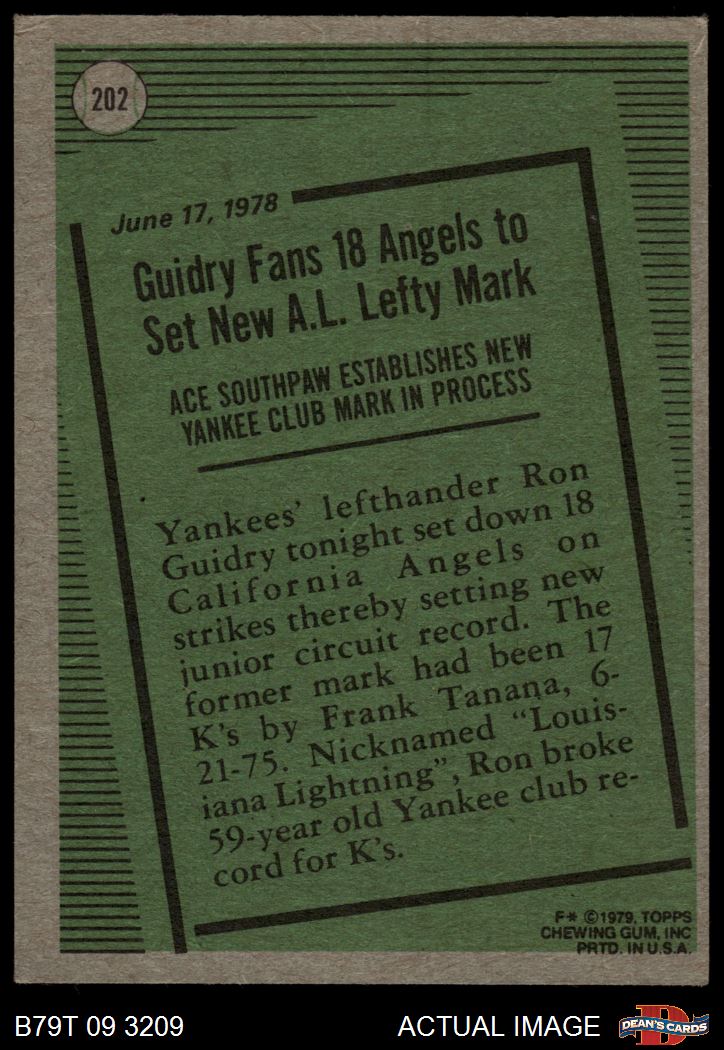 202
June 17, 1978
Guidry Fans 18 Angels to
Set New A.L. Lefty Mark
ACE SOUTHPAW ESTABLISHES NEW
YANKEE CLUB MARK IN PROCESS
Yankees' lefthander Ron
Guidry tonight set down 18
California Angels on
strikes thereby setting new
junior circuit record. The
former mark had been 17
K's by Frank Tanana, 6-
21-75. Nicknamed "Louis-
iana Lightning", Ron broke
59-year old Yankee club re-
cord for K's.
F* ©1979, TOPPS
CHEWING GUM, INC
PRTD. IN U.S.A.
B79T 09 3209
ACTUAL IMAGE
D
DEAN'S CARDS